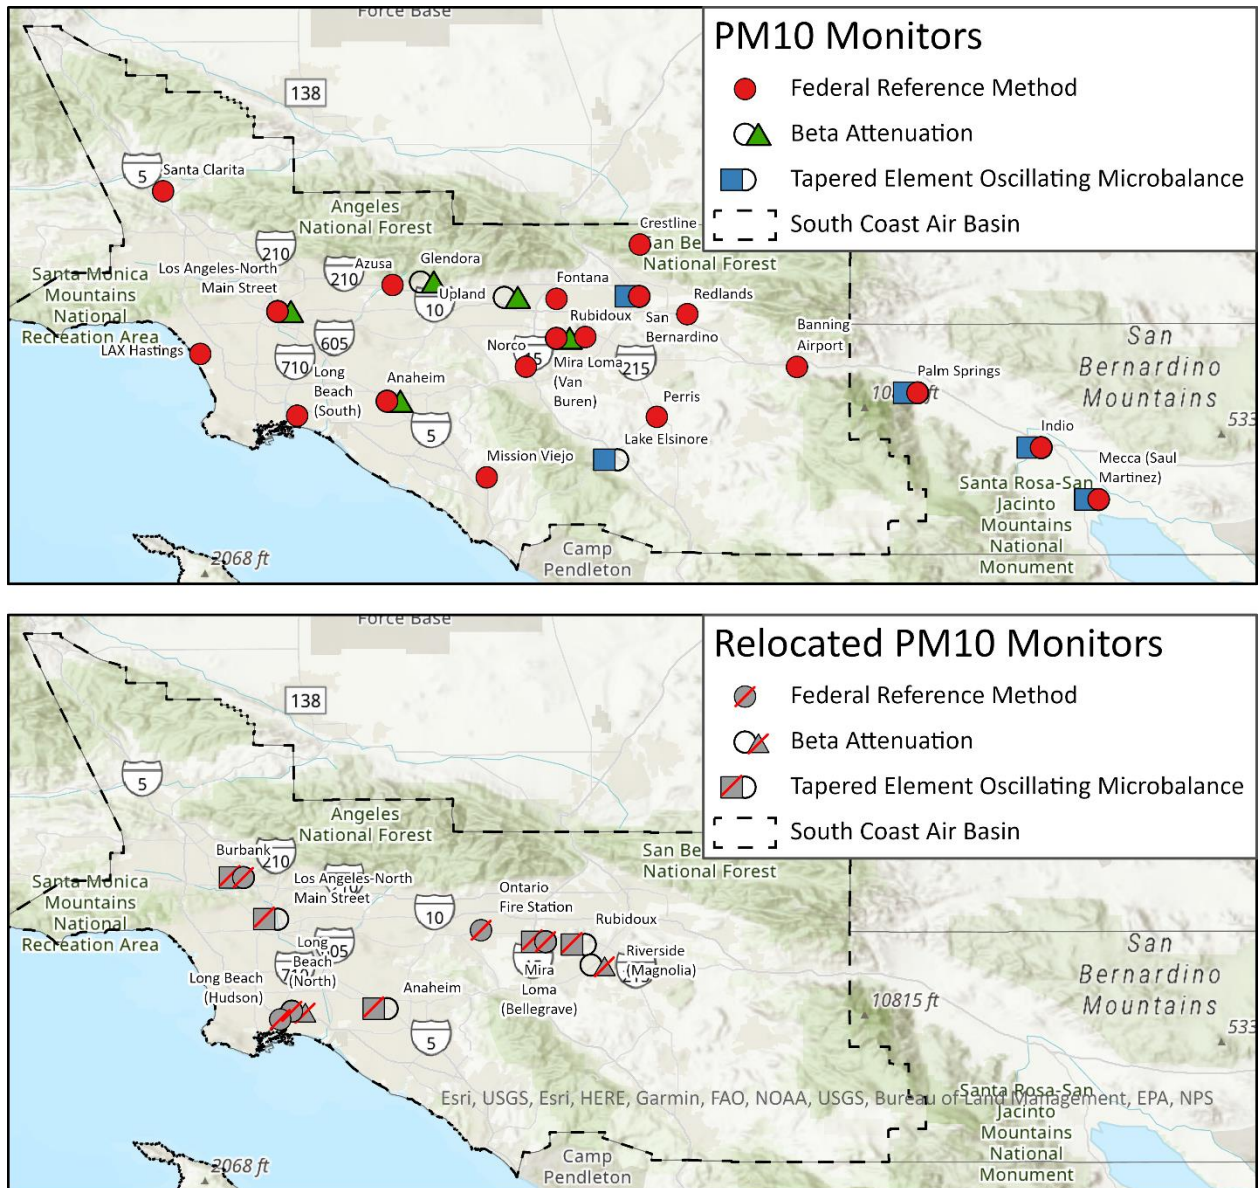 Force Base
PM10 Monitors
Federal Reference Method
Beta Attenuation
Tapered Element Oscillating Microbalance
South Coast Air Basin
138
5
Santa Clarita
Angeles
National Forest
Crestline
San Be
National Forest
210
Santa Monica
Mountains
National
Recreation Area
Los Angeles-North
Main Street
210
Azusa
Glendora
10
Upland
Fontana
Redlands
San
Bernardino
Rubidoux
605
LAX Hastings
710
Long
Beach
(South)
Norco
15
Mira Loma
(Van
Buren)
215
Banning
Airport
San
Bernardino
Mountains
Anaheim
5
Perris
Palm Springs
Lake Elsinore
Mission Viejo
Indio
533
Mecca (Saul
Martinez)
Santa Rosa-San
Jacinto
Mountains
National
Monument
2068 ft
Camp
Pendleton
Force Base
Relocated PM10 Monitors
Federal Reference Method
Beta Attenuation
Tapered Element Oscillating Microbalance
South Coast Air Basin
138
5
Angeles
National Forest
Burbank
210
San Be
National Forest
Santa Monica
Mountains
National
Recreation Area
Los Angeles-North
Main Street
10
Ontario
Fire Station
Rubidoux
Long
Beach
(North)
Riverside
(Magnolia)
Long Beach
(Hudson)
Mira
Loma
(Bellegrave)
San
Bernardino
Mountains
Anaheim
5
10815 ft
533
Esri, USGS, Esri, HERE, Garmin, FAO, NOAA, USGS, Bureau of Land Management, EPA, NPS
Santa Rosa-San
Jacinto
Mountains
National
Monument
2068 ft
Camp
Pendleton